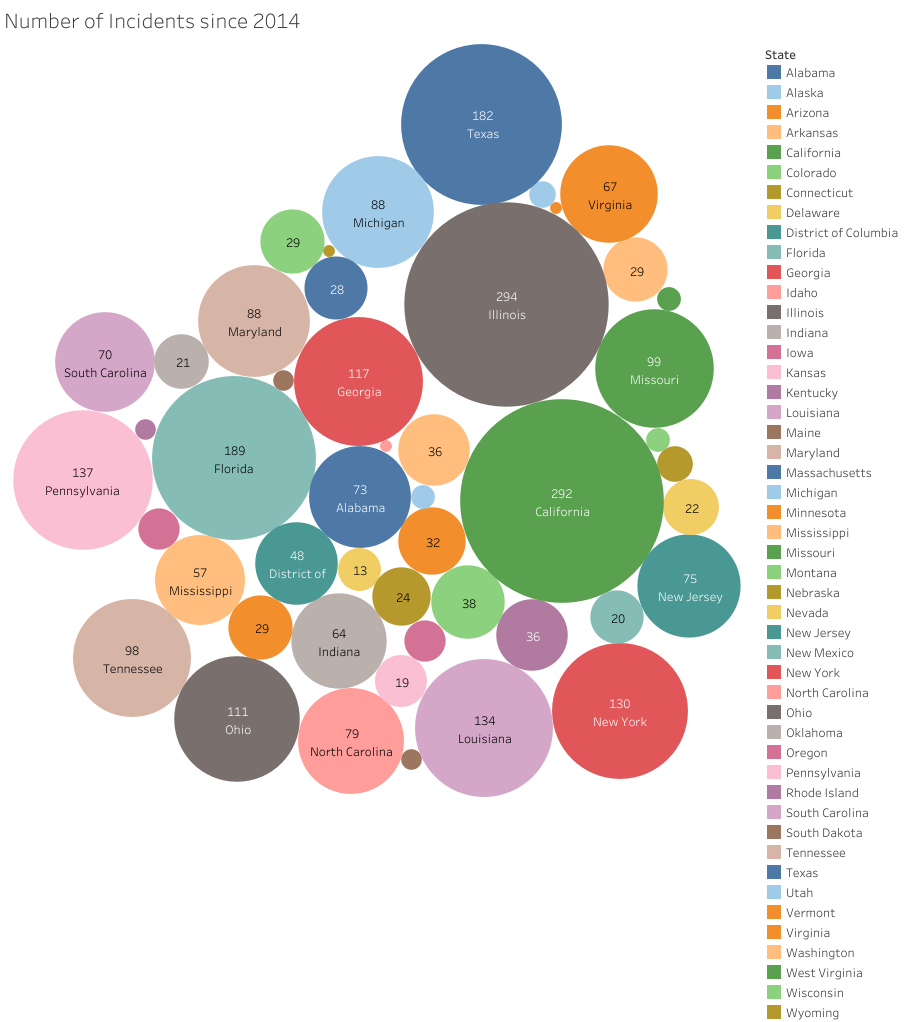 Number of Incidents since 2014
182
Texas
67
Virginia
88
Michigan
29
29
28
294
Illinois
88
Maryland
70
South Carolina
21
117
Georgia
99
Missouri
189
Florida
36
137
Pennsylvania
73
Alabama
292
California
22
32
48
District of
13
57
Mississippi
24
38
75
New Jersey
20
29
64
Indiana
36
98
Tennessee
19
111
Ohio
79
North Carolina
134
Louisiana
130
New York
State
Alabama
Alaska
Arizona
Arkansas
California
Colorado
Connecticut
Delaware
District of Columbia
Florida
Georgia
Idaho
Illinois
Indiana
Iowa
Kansas
Kentucky
Louisiana
Maine
Maryland
Massachusetts
Michigan
Minnesota
Mississippi
Missouri
Montana
Nebraska
Nevada
New Jersey
New Mexico
New York
North Carolina
Ohio
Oklahoma
Oregon
Pennsylvania
Rhode Island
South Carolina
South Dakota
Tennessee
Texas
Utah
Vermont
Virginia
Washington
West Virginia
Wisconsin
Wyoming